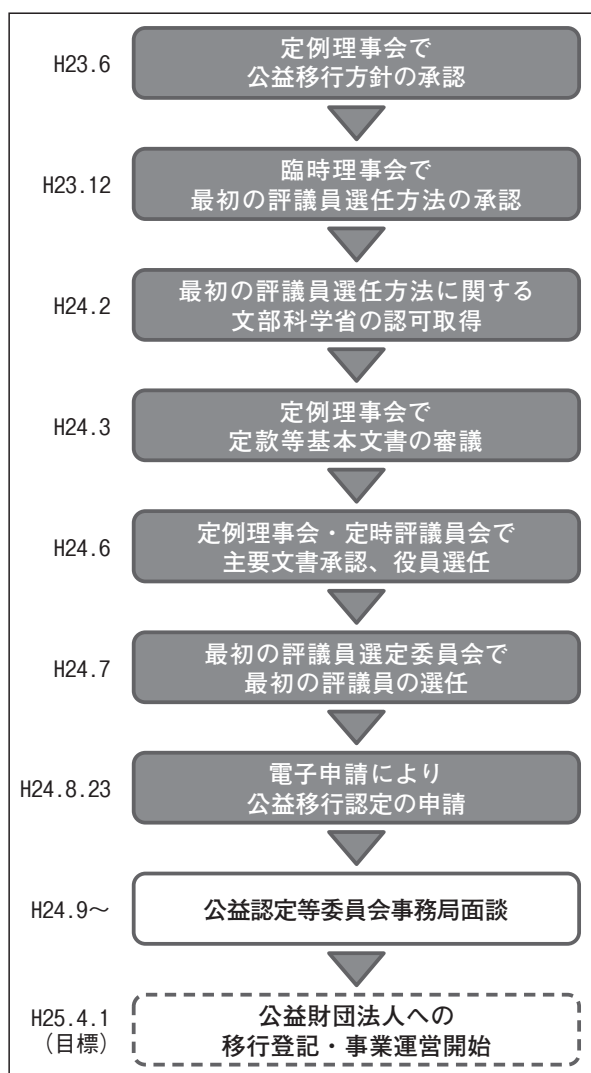 H23.6
定例理事会で
公益移行方針の承認
H23.12
臨時理事会で
最初の評議員選任方法の承認
H24.2
最初の評議員選任方法に関する
文部科学省の認可取得
H24.3
定例理事会で
定款等基本文書の審議
H24.6
定例理事会・定時評議員会で
主要文書承認、役員選任
H24.7
最初の評議員選定委員会で
最初の評議員の選任
H24.8.23
電子申請により
公益移行認定の申請
H24.9～
公益認定等委員会事務局面談
H25.4.1
（目標）
公益財団法人への
移行登記・事業運営開始